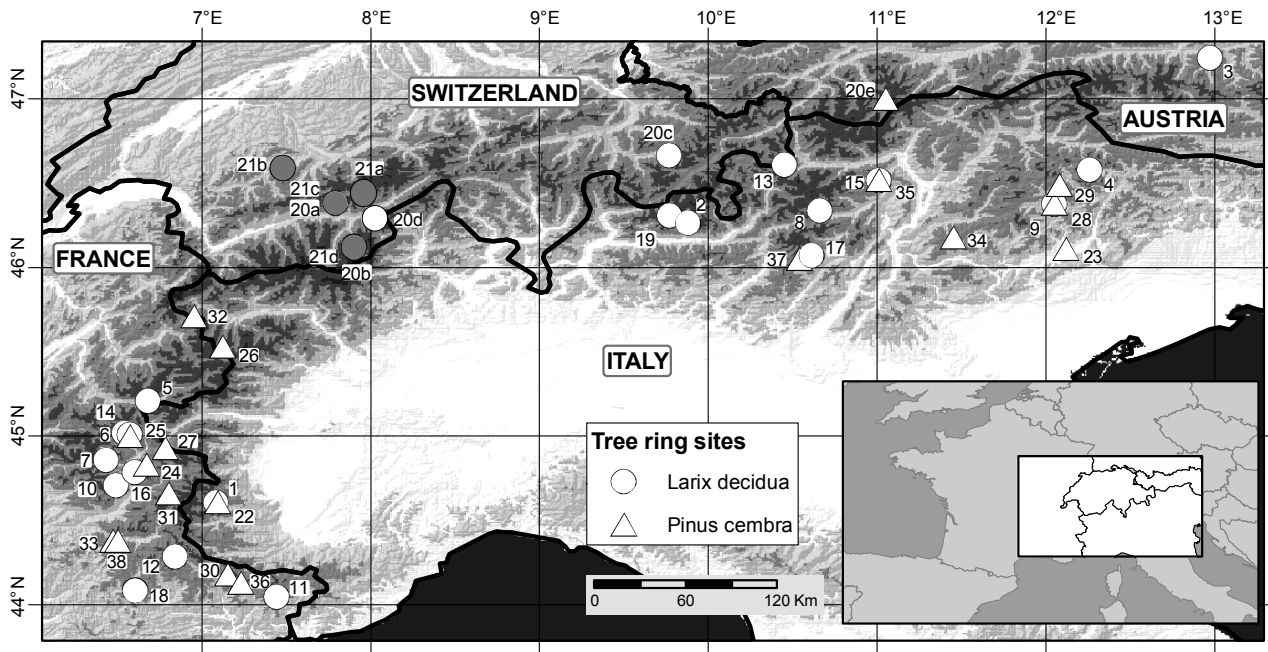 7°E 8°E 9°E 10°E 11°E 12°E 13°E
47°N
46°N
45°N
44°N
SWITZERLAND
AUSTRIA
FRANCE
ITALY
3
20e
21b
21a
20c
21c
20a
13
15
35
4
29
20d
2
19
8
9
28
21d
20b
17
37
34
23
32
26
5
14
6
25
27
7
24
10
16
31
1
22
33
38
12
30
36
11
18
Tree ring sites
Larix decidua
Pinus cembra
0 60 120 Km